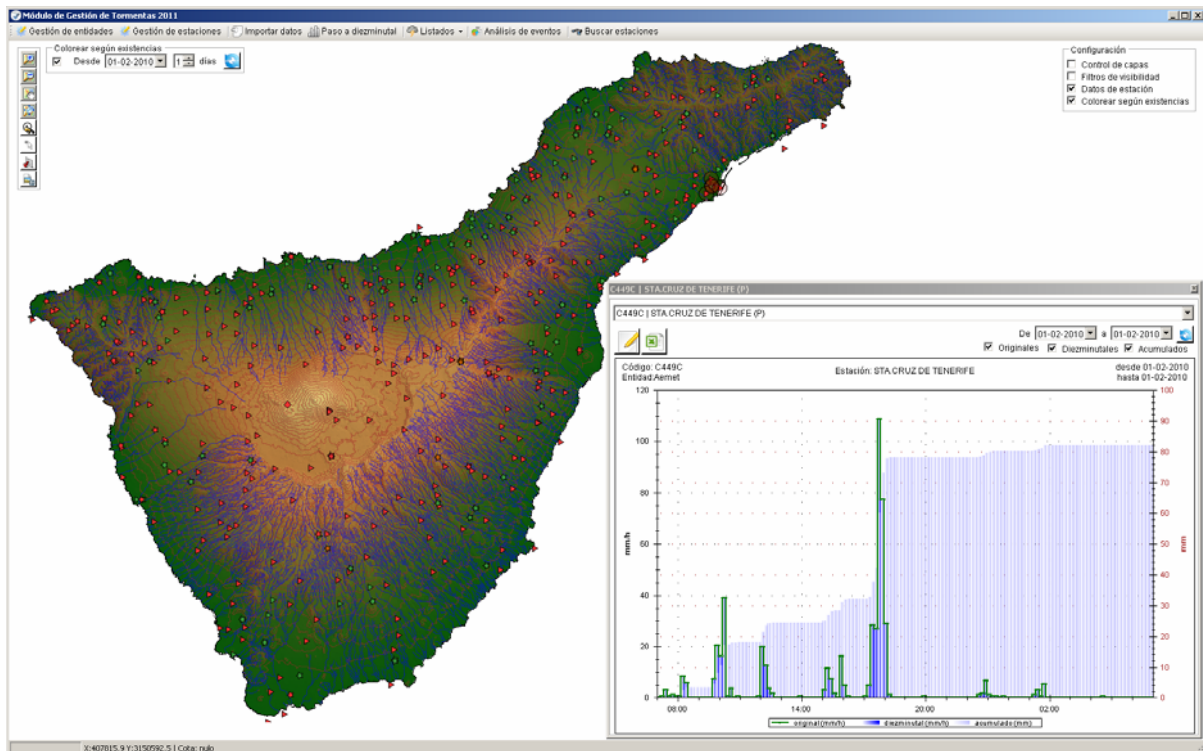 Módulo de Gestión de Tormentas 2011
Gestión de entidades Gestión de estaciones Importar datos Paso a diezminutal Listados Análisis de eventos Buscar estaciones
Colorear según existencias
Desde 01-02-2010 1 días
Configuración
Control de capas
Filtros de visibilidad
Datos de estación
Colorear según existencias
C449C | STA.CRUZ DE TENERIFE (P)
C449C | STA.CRUZ DE TENERIFE (P)
De 01-02-2010 a 01-02-2010
Originales Diezminutales Acumulados
Código: C449C
Entidad:Aemet
Estación: STA.CRUZ DE TENERIFE
desde 01-02-2010
hasta 01-02-2010
120
100
80
60
40
20
0
mm/h
100
90
80
70
60
50
40
30
20
10
0
mm
08:00 14:00 20:00 02:00
original (mm/h) diezminutal (mm/h) acumulado (mm)
X:407815.9 Y:3150592.5 | Cota: nulo